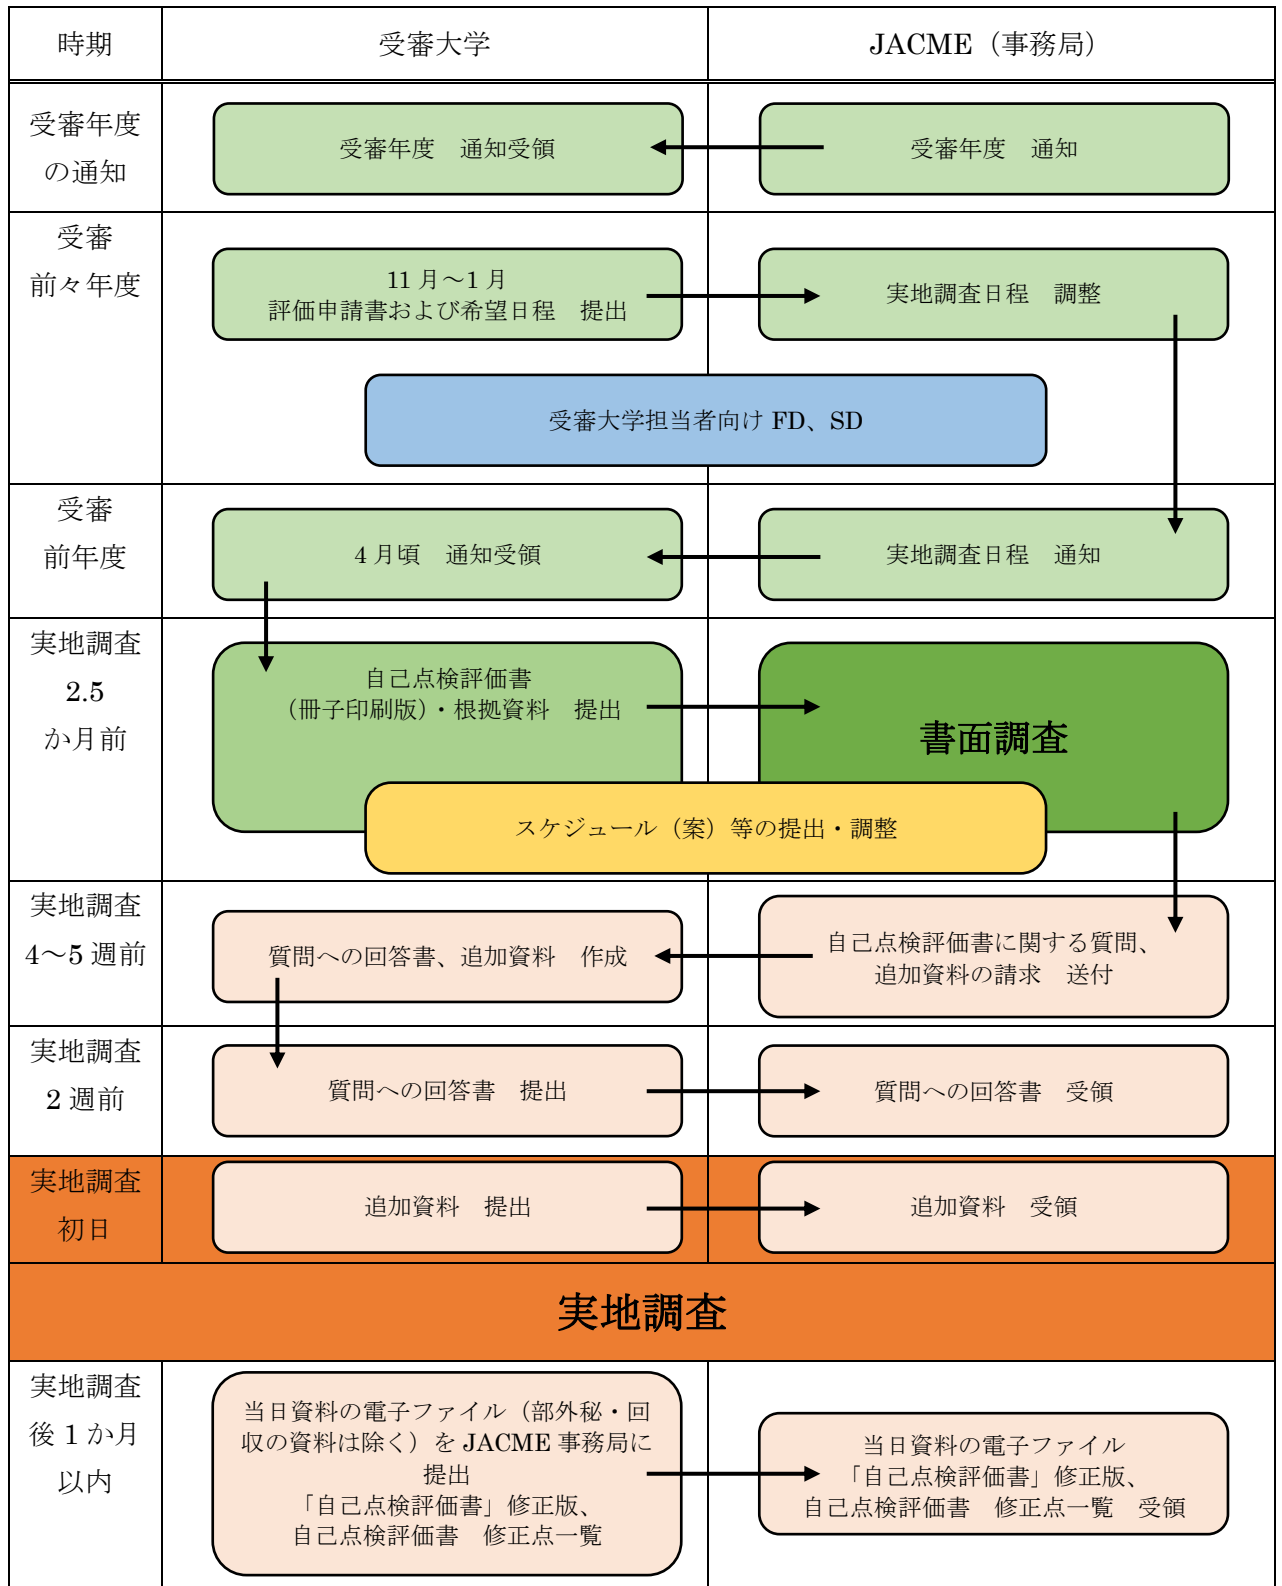 時期
受審大学
JACME（事務局）
受審年度
の通知
受審年度　通知受領
受審年度　通知
受審
前々年度
11 月～1 月
評価申請書および希望日程　提出
実地調査日程　調整
受審大学担当者向け FD、SD
受審
前年度
4 月頃　通知受領
実地調査日程　通知
実地調査
2.5
か月前
自己点検評価書
（冊子印刷版）・根拠資料　提出
書面調査
スケジュール（案）等の提出・調整
実地調査
4～5 週前
質問への回答書、追加資料　作成
自己点検評価書に関する質問、
追加資料の請求　送付
実地調査
2 週前
質問への回答書　提出
質問への回答書　受領
実地調査
初日
追加資料　提出
追加資料　受領
実地調査
実地調査
後 1 か月
以内
当日資料の電子ファイル（部外秘・回
収の資料は除く）を JACME 事務局に
提出
「自己点検評価書」修正版、
自己点検評価書　修正点一覧
当日資料の電子ファイル
「自己点検評価書」修正版、
自己点検評価書　修正点一覧　受領